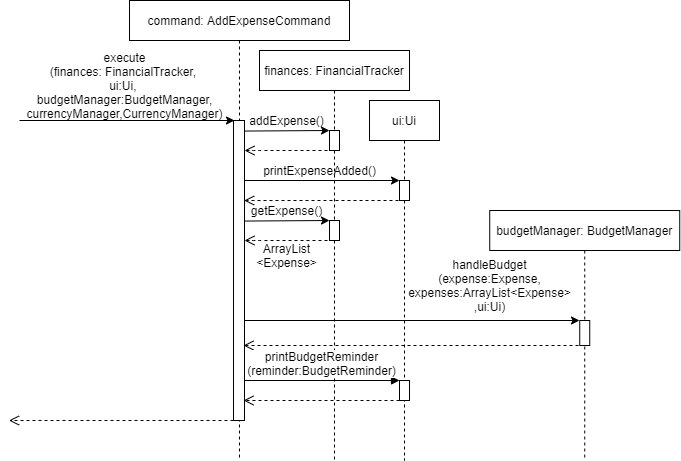 command: AddExpenseCommand
execute
(finances: FinancialTracker,
ui:Ui,
budgetManager:BudgetManager,
currencyManager,CurrencyManager)
finances: FinancialTracker
addExpense()
ui:Ui
printExpenseAdded()
getExpense()
ArrayList
<Expense>
budgetManager: BudgetManager
handleBudget
(expense:Expense,
expenses:ArrayList<Expense>
,ui:Ui)
printBudgetReminder
(reminder:BudgetReminder)